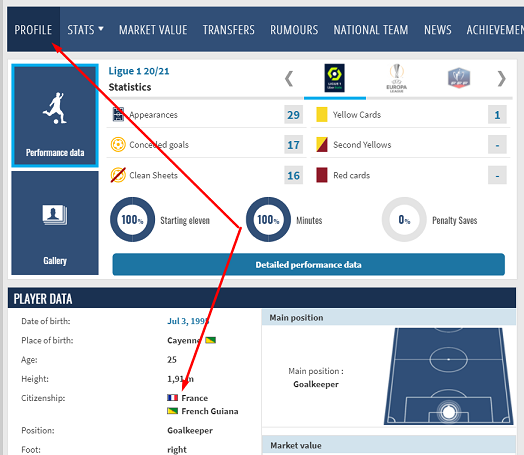 PROFILE STATS MARKET VALUE TRANSFERS RUMOURS NATIONAL TEAM NEWS ACHIEVEMEN
Performance data
Gallery
Ligue 1 20/21
Statistics
LIGUE 1
EUROPA
LEAGUE
Appearances 29 Yellow Cards 1
Conceded goals 17 Second Yellows -
Clean Sheets 16 Red cards -
100% Starting eleven 100% Minutes 0% Penalty Saves
Detailed performance data
PLAYER DATA
Date of birth: Jul 3, 1995
Place of birth: Cayenne
Age: 25
Height: 1,91 m
Citizenship: France
French Guiana
Position: Goalkeeper
Foot: right
Main position
Main position :
Goalkeeper
Market value